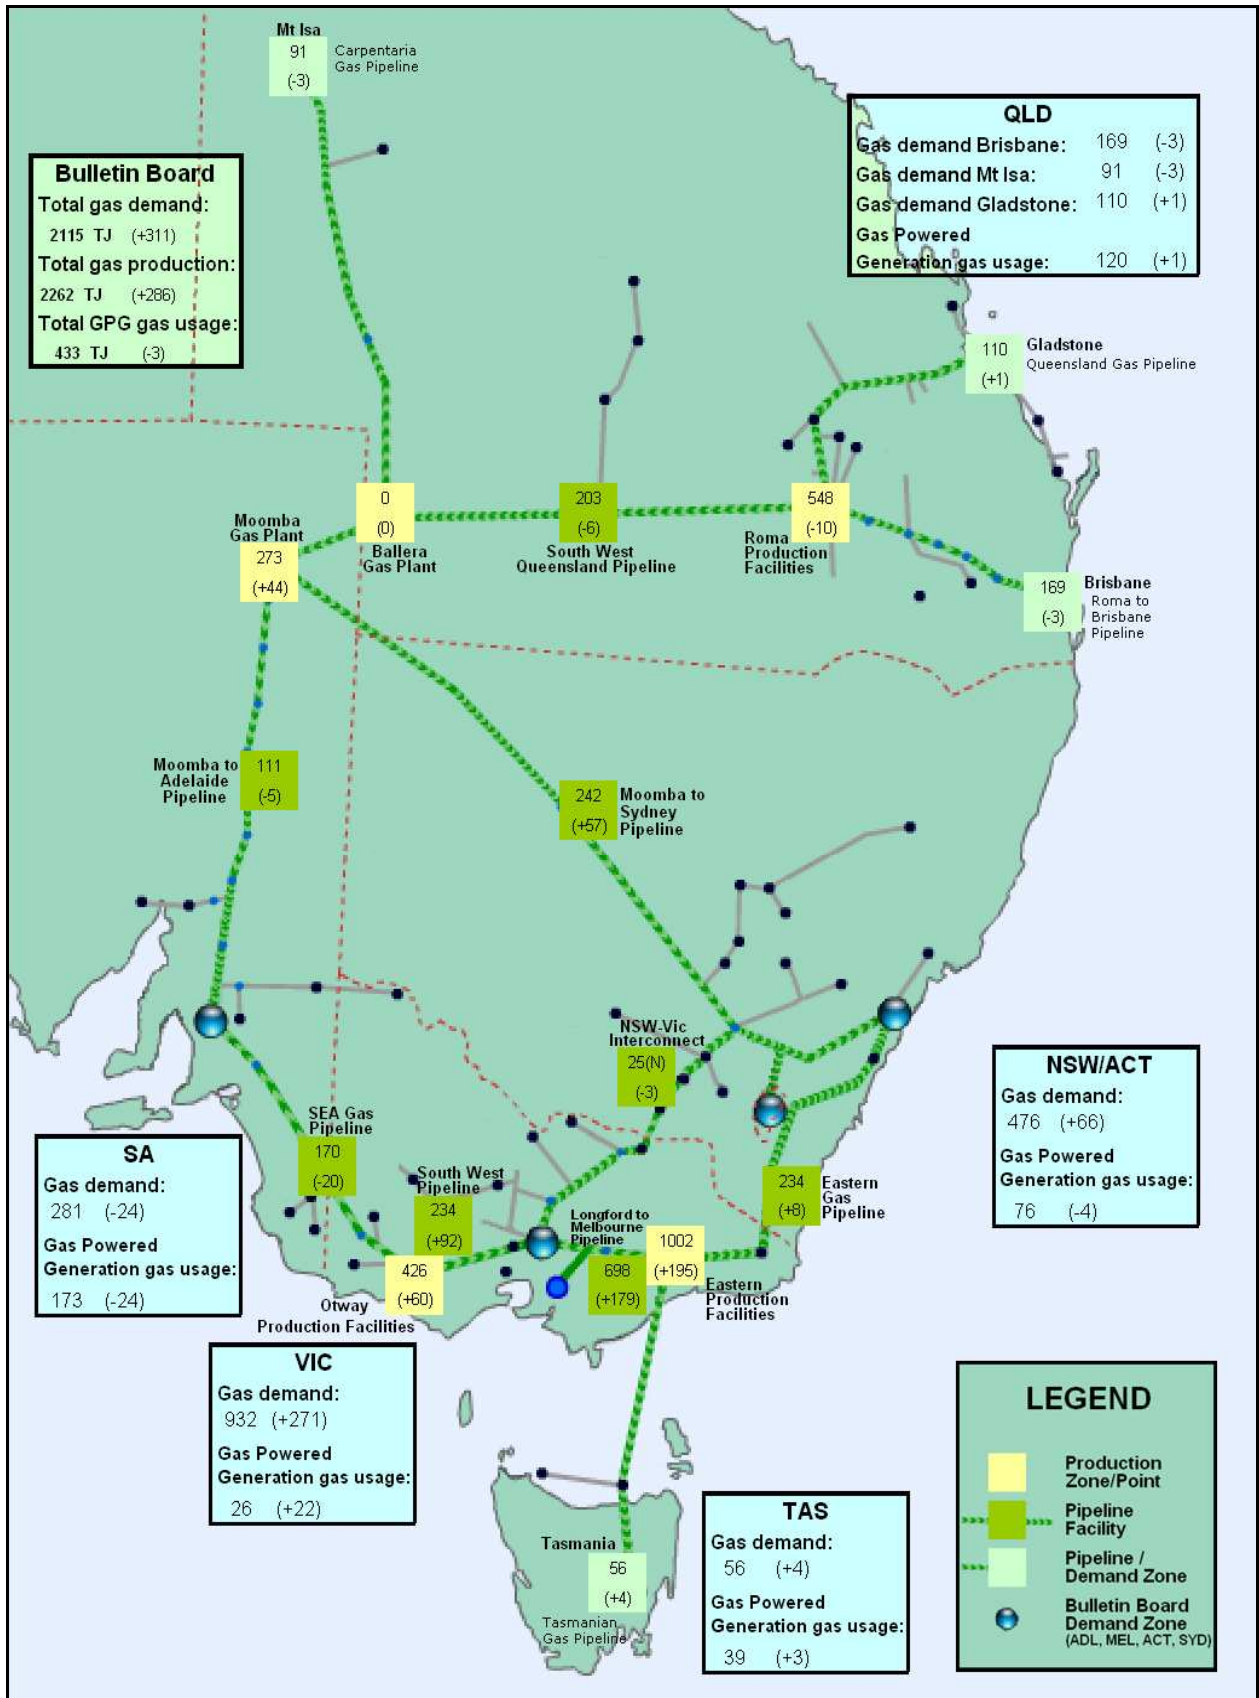 Mt Isa
91
(-3)
Carpentaria
Gas Pipeline
Bulletin Board
Total gas demand:
2115 TJ (+311)
Total gas production:
2262 TJ (+286)
Total GPG gas usage:
433 TJ (-3)
QLD
Gas demand Brisbane: 169 (-3)
Gas demand Mt Isa: 91 (-3)
Gas demand Gladstone: 110 (+1)
Gas Powered
Generation gas usage: 120 (+1)
110
(+1)
Gladstone
Queensland Gas Pipeline
Moomba
Gas Plant
273
(+44)
0
(0)
Ballera
Gas Plant
203
(-6)
South West
Queensland Pipeline
548
(-10)
Roma
Production
Facilities
169
(-3)
Brisbane
Roma to
Brisbane
Pipeline
Moomba to
Adelaide
Pipeline
111
(-5)
242
(+57)
Moomba to
Sydney
Pipeline
NSW-Vic
Interconnect
25(N)
(-3)
NSW/ACT
Gas demand:
476 (+66)
Gas Powered
Generation gas usage:
76 (-4)
SEA Gas
Pipeline
170
(-20)
SA
Gas demand:
281 (-24)
Gas Powered
Generation gas usage:
173 (-24)
South West
Pipeline
234
(+92)
Longford to
Melbourne
Pipeline
698
(+179)
1002
(+195)
Eastern
Production
Facilities
234
(+8)
Eastern
Gas
Pipeline
426
(+60)
Otway
Production Facilities
VIC
Gas demand:
932 (+271)
Gas Powered
Generation gas usage:
26 (+22)
Tasmania
56
(+4)
Tasmanian
Gas Pipeline
TAS
Gas demand:
56 (+4)
Gas Powered
Generation gas usage:
39 (+3)
LEGEND
Production
Zone/Point
Pipeline
Facility
Pipeline /
Demand Zone
Bulletin Board
Demand Zone
(ADL, MEL, ACT, SYD)